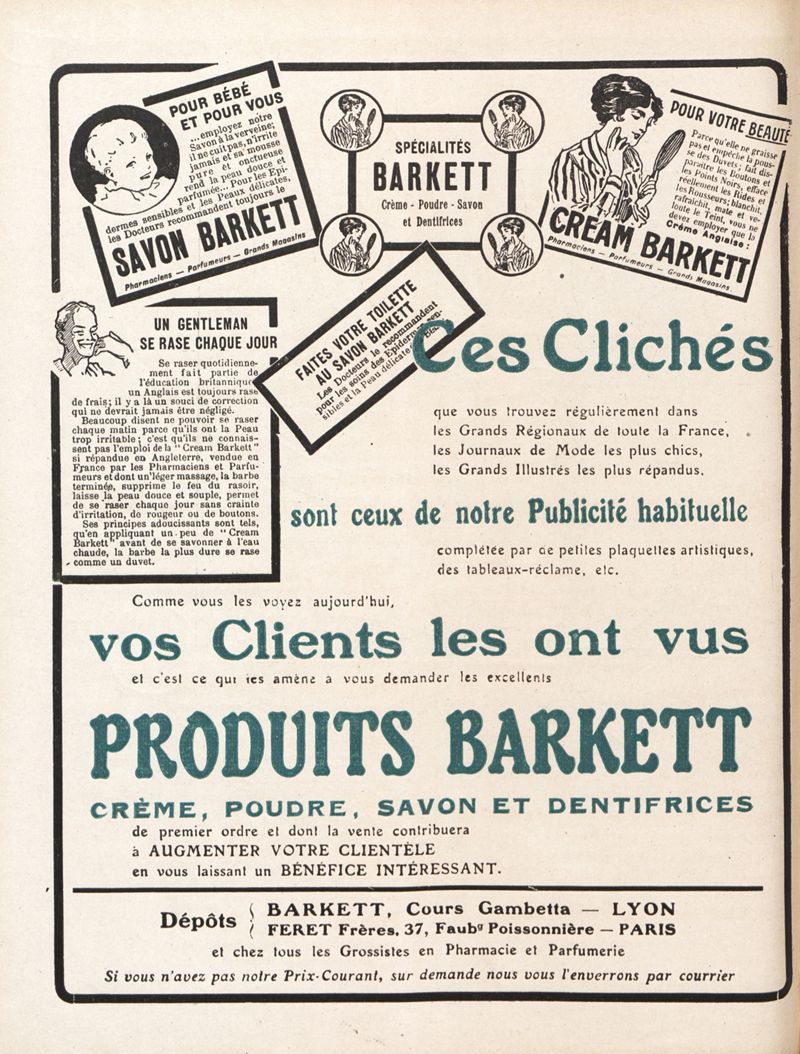 POUR BÉBÉ
ET POUR VOUS
...employez notre
Savon à la verveine;
il ne cuit pas, n'irrite
jamais et sa mousse
pure et onctueuse
rend la peau douce et
parfumée... Pour les Epi-
dermes sensibles et les Peaux délicates,
les Docteurs recommandent toujours le
SAVON BARKETT
Pharmaciens — Parfumeurs — Grands Magasins
SPÉCIALITÉS
BARKETT
Crème - Poudre - Savon
et Dentifrices
POUR VOTRE BEAUTÉ
Parce qu'elle ne graisse
pas et empêche la pous-
se des Duvets: fait dis-
paraître les Boutons et
les Points Noirs, efface
réellement les Rides et
les Rousseurs; blanchit,
rafraîchit, mate et ve-
loute le Teint, vous ne
devez employer que la
Crème Anglaise:
CREAM BARKETT
Pharmaciens — Parfumeurs — Grands Magasins.
UN GENTLEMAN
SE RASE CHAQUE JOUR
Se raser quotidienne-
ment fait partie de
l'éducation britannique
un Anglais est toujours rasé
de frais; il y a là un souci de correction
qui ne devrait jamais être négligé.
Beaucoup disent ne pouvoir se raser
chaque matin parce qu'ils ont la Peau
trop irritable; c'est qu'ils ne connais-
sent pas l'emploi de la "Cream Barkett"
si répandue en Angleterre, vendue en
France par les Pharmaciens et Parfu-
meurs et dont un léger massage, la barbe
terminée, supprime le feu du rasoir,
laisse la peau douce et souple, permet
de se raser chaque jour sans crainte
d'irritation, de rougeur ou de boutons.
Ses principes adoucissants sont tels,
qu'en appliquant un peu de "Cream
Barkett" avant de se savonner à l'eau
chaude, la barbe la plus dure se rase
comme un duvet.
FAITES VOTRE TOILETTE
AU SAVON BARKETT
Les Docteurs le recommandent
pour les soins des Epidermes sen-
sibles et la Peau délicate
Ces Clichés
que vous trouvez régulièrement dans
les Grands Régionaux de toute la France,
les Journaux de Mode les plus chics,
les Grands Illustrés les plus répandus,
sont ceux de notre Publicité habituelle
complétée par de petites plaquettes artistiques,
des tableaux-réclame, etc.
Comme vous les voyez aujourd'hui,
vos Clients les ont vus
et c'est ce qui les amène à vous demander les excellents
PRODUITS BARKETT
CRÈME, POUDRE, SAVON ET DENTIFRICES
de premier ordre et dont la vente contribuera
à AUGMENTER VOTRE CLIENTÈLE
en vous laissant un BÉNÉFICE INTÉRESSANT.
Dépôts { BARKETT, Cours Gambetta — LYON
FERET Frères, 37, Faubg Poissonnière — PARIS
et chez tous les Grossistes en Pharmacie et Parfumerie
Si vous n'avez pas notre Prix-Courant, sur demande nous vous l'enverrons par courrier